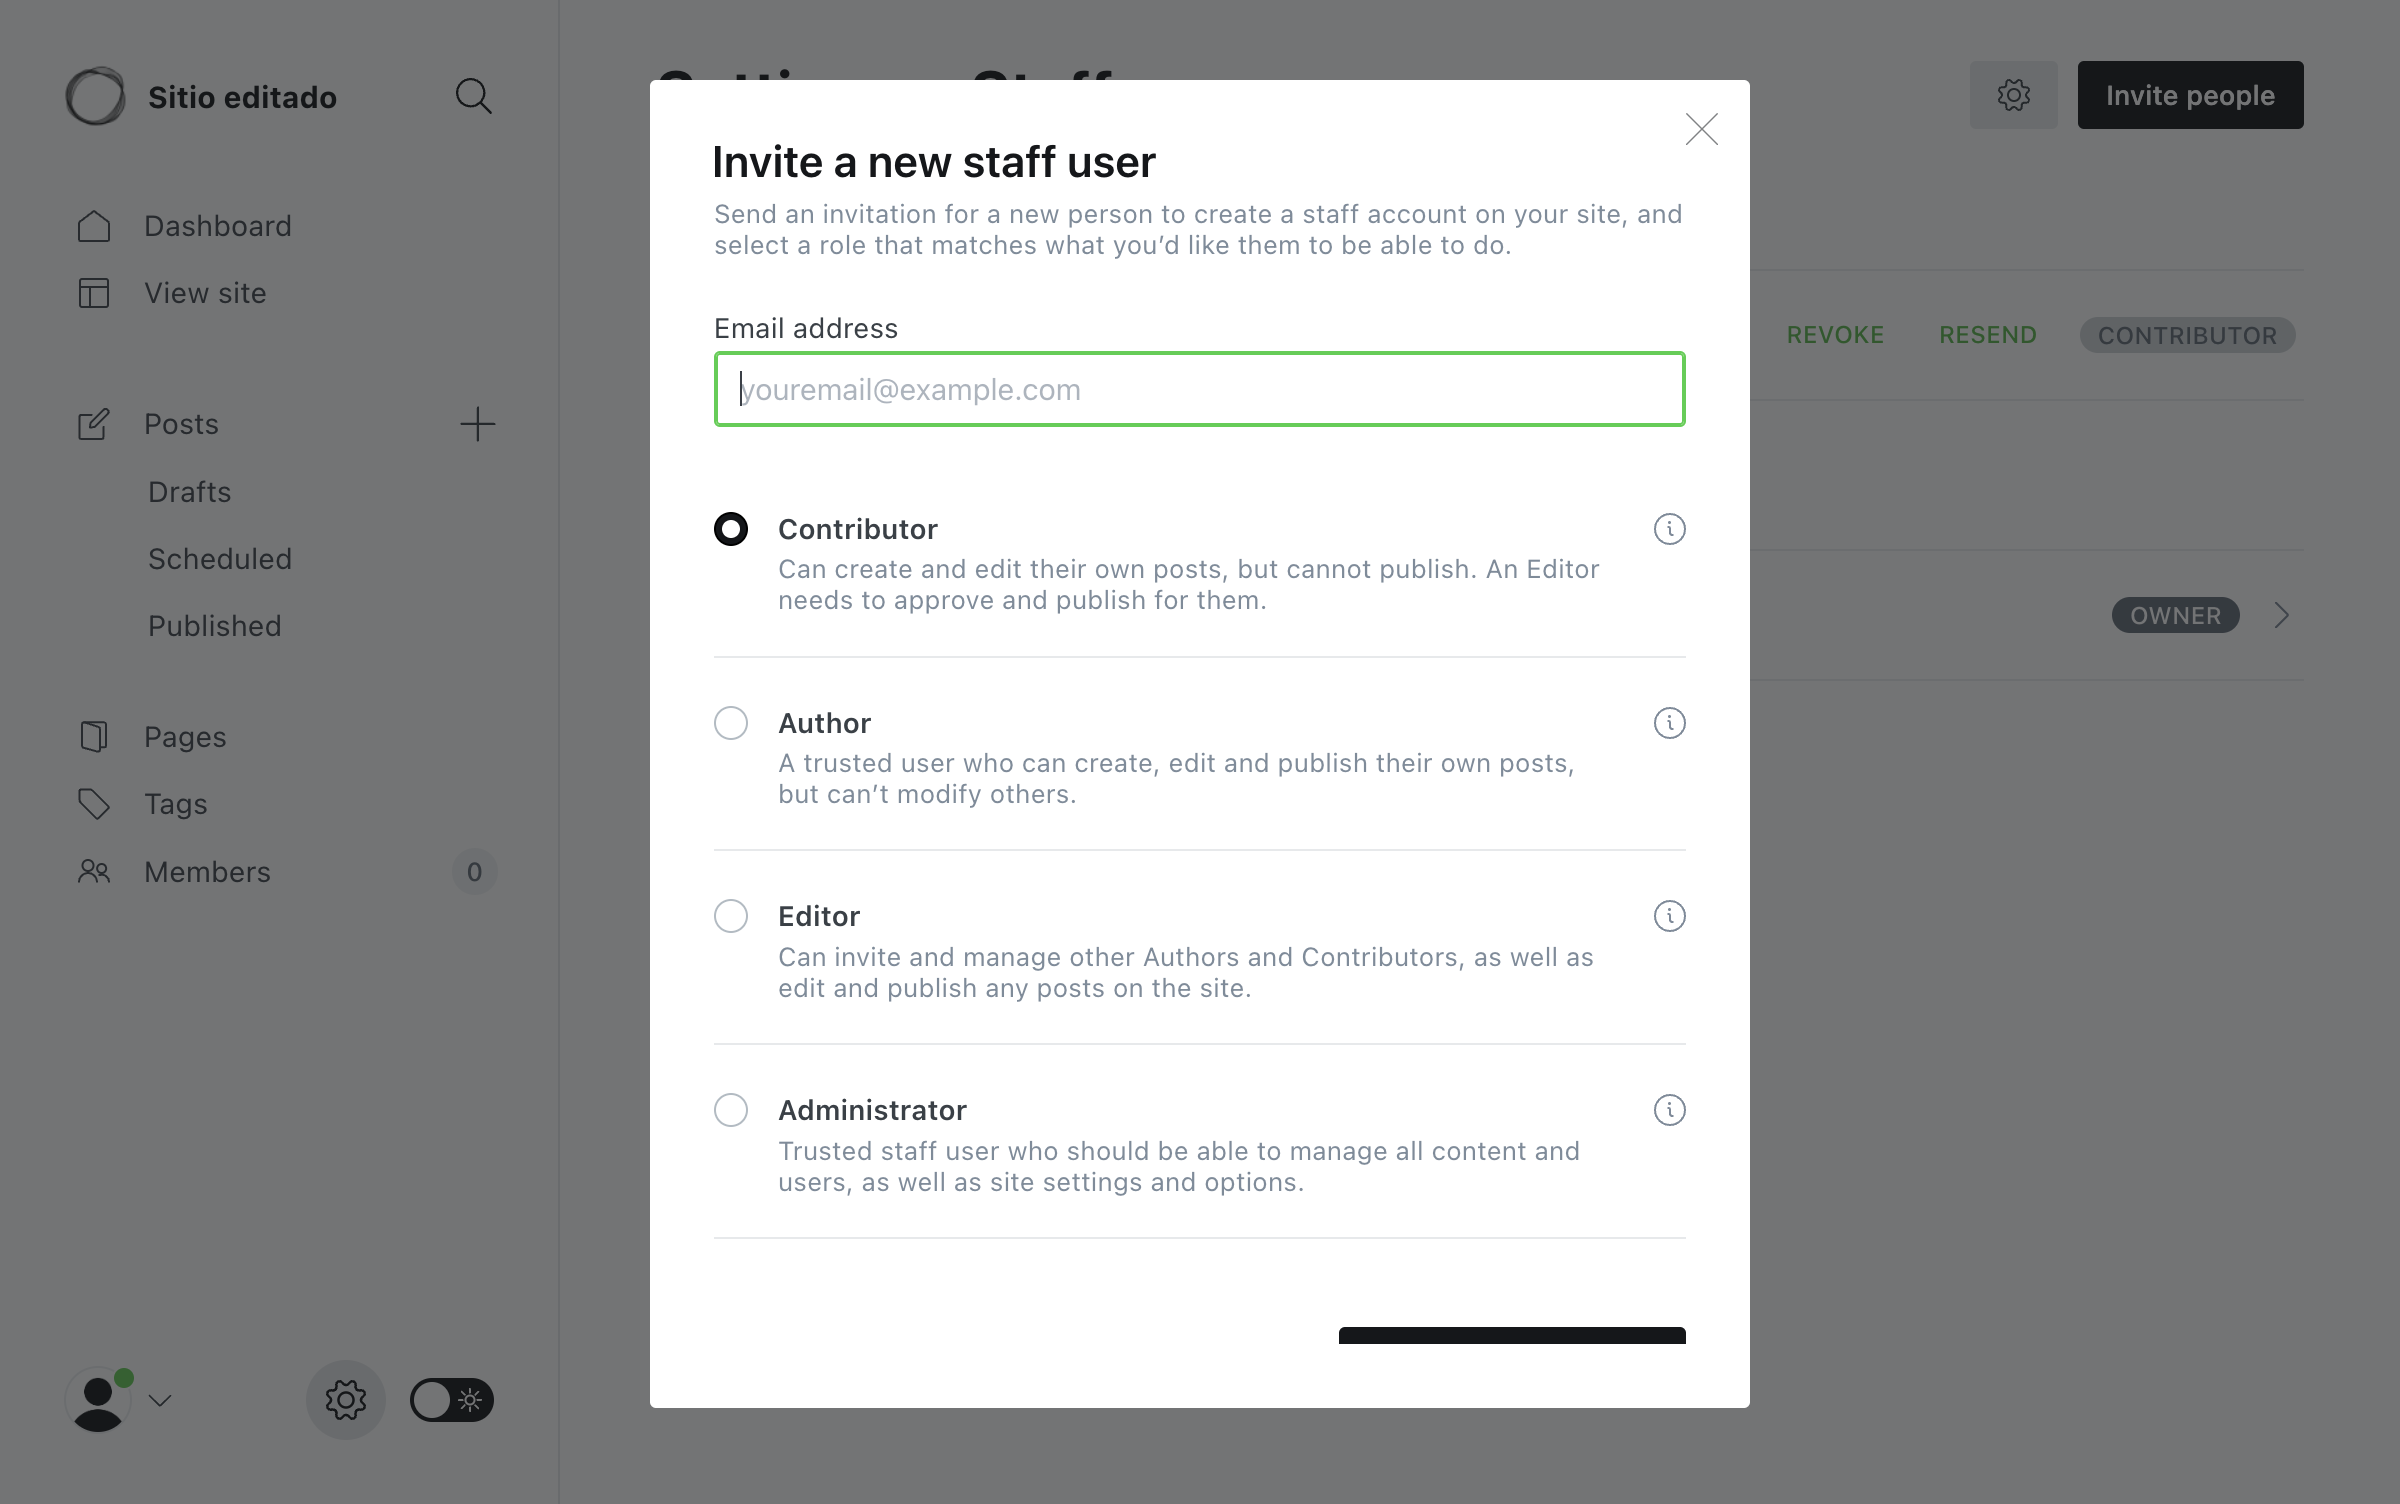 Sitio editado
Dashboard
View site
Posts
Drafts
Scheduled
Published
Pages
Tags
Members
0
Invite people
REVOKE
RESEND
CONTRIBUTOR
OWNER
Invite a new staff user
Send an invitation for a new person to create a staff account on your site, and
select a role that matches what you’d like them to be able to do.
Email address
youremail@example.com
Contributor
Can create and edit their own posts, but cannot publish. An Editor
needs to approve and publish for them.
Author
A trusted user who can create, edit and publish their own posts,
but can’t modify others.
Editor
Can invite and manage other Authors and Contributors, as well as
edit and publish any posts on the site.
Administrator
Trusted staff user who should be able to manage all content and
users, as well as site settings and options.